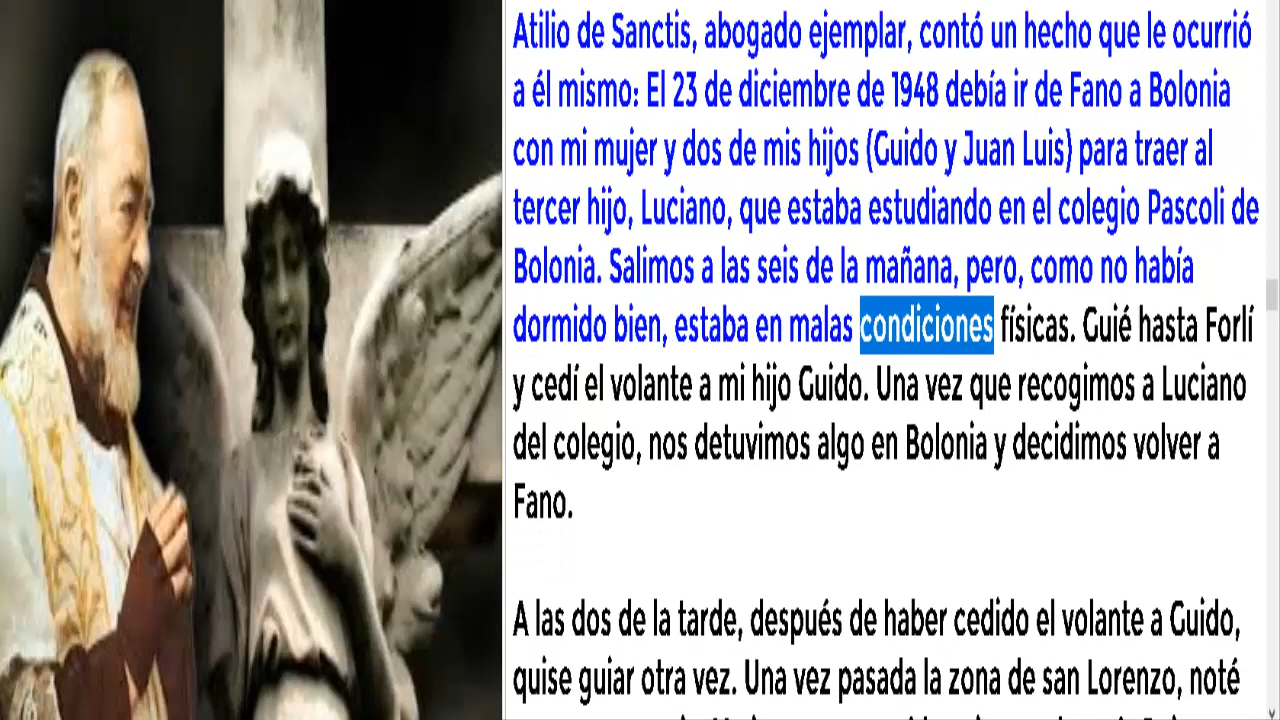 Atilio de Sanctis, abogado ejemplar, contó un hecho que le ocurrió
a él mismo: El 23 de diciembre de 1948 debía ir de Fano a Bolonia
con mi mujer y dos de mis hijos (Guido y Juan Luis) para traer al
tercer hijo, Luciano, que estaba estudiando en el colegio Pascoli de
Bolonia. Salimos a las seis de la mañana, pero, como no había
dormido bien, estaba en malas condiciones físicas. Guié hasta Forlí
y cedí el volante a mi hijo Guido. Una vez que recogimos a Luciano
del colegio, nos detuvimos algo en Bolonia y decidimos volver a
Fano.
A las dos de la tarde, después de haber cedido el volante a Guido,
quise guiar otra vez. Una vez pasada la zona de san Lorenzo, noté